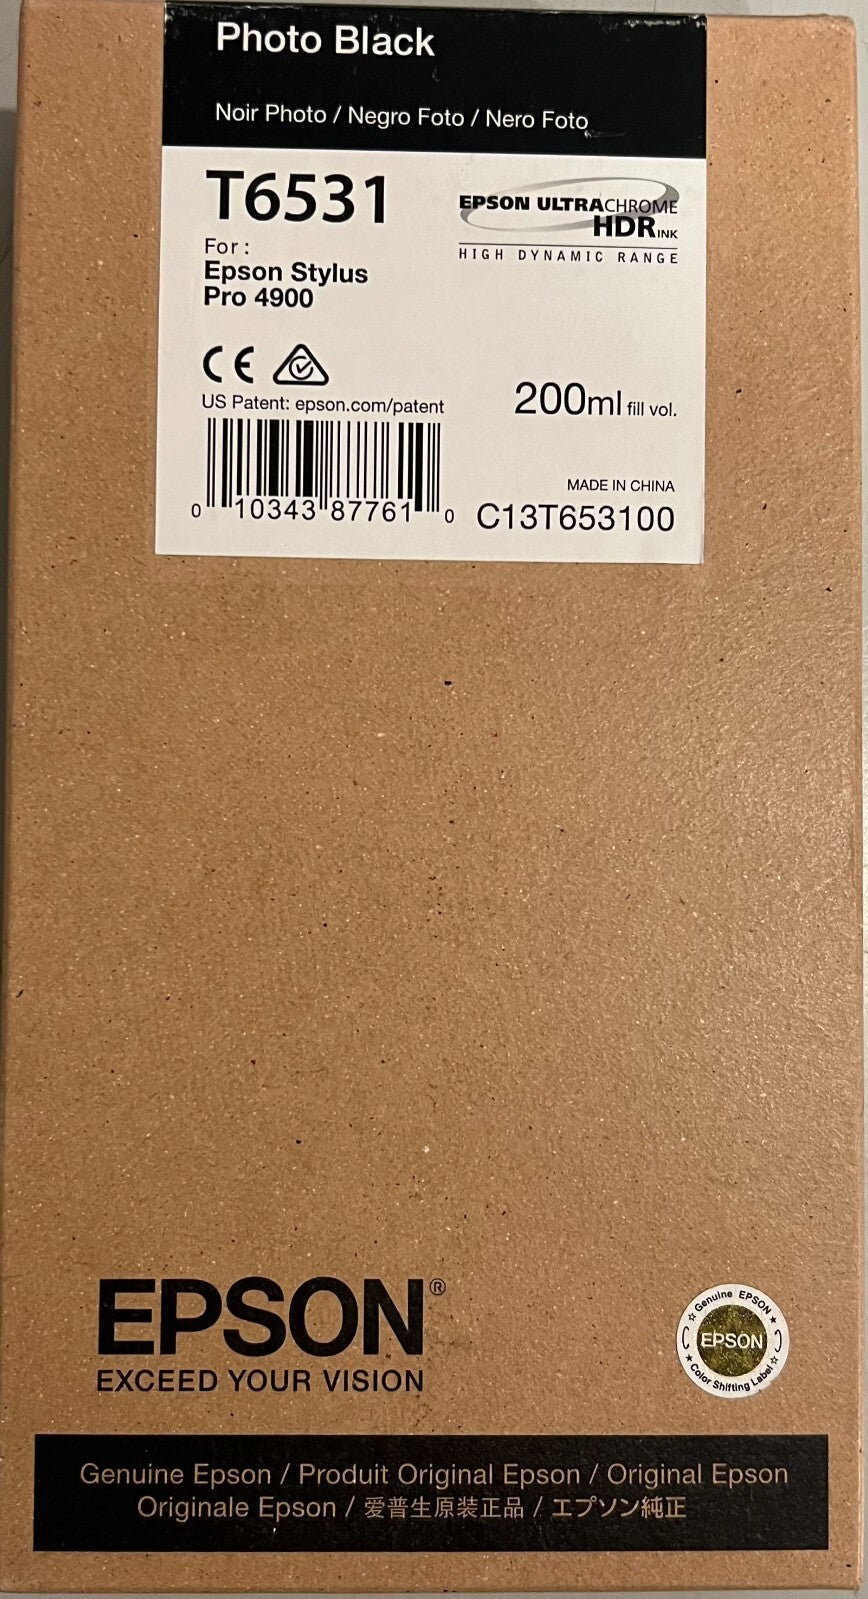 Photo Black
Noir Photo / Negro Foto / Nero Foto
T6531
EPSON ULTRACHROME
HDR INK
HIGH DYNAMIC RANGE
For :
Epson Stylus
Pro 4900
CE
US Patent: epson.com/patent
200ml fill vol.
MADE IN CHINA
0 10343 87761 0
C13T653100
EPSON®
EXCEED YOUR VISION
Genuine EPSON
EPSON
Color Shifting Label
Genuine Epson / Produit Original Epson / Original Epson
Originale Epson / 爱普生原装正品 / エプソン純正